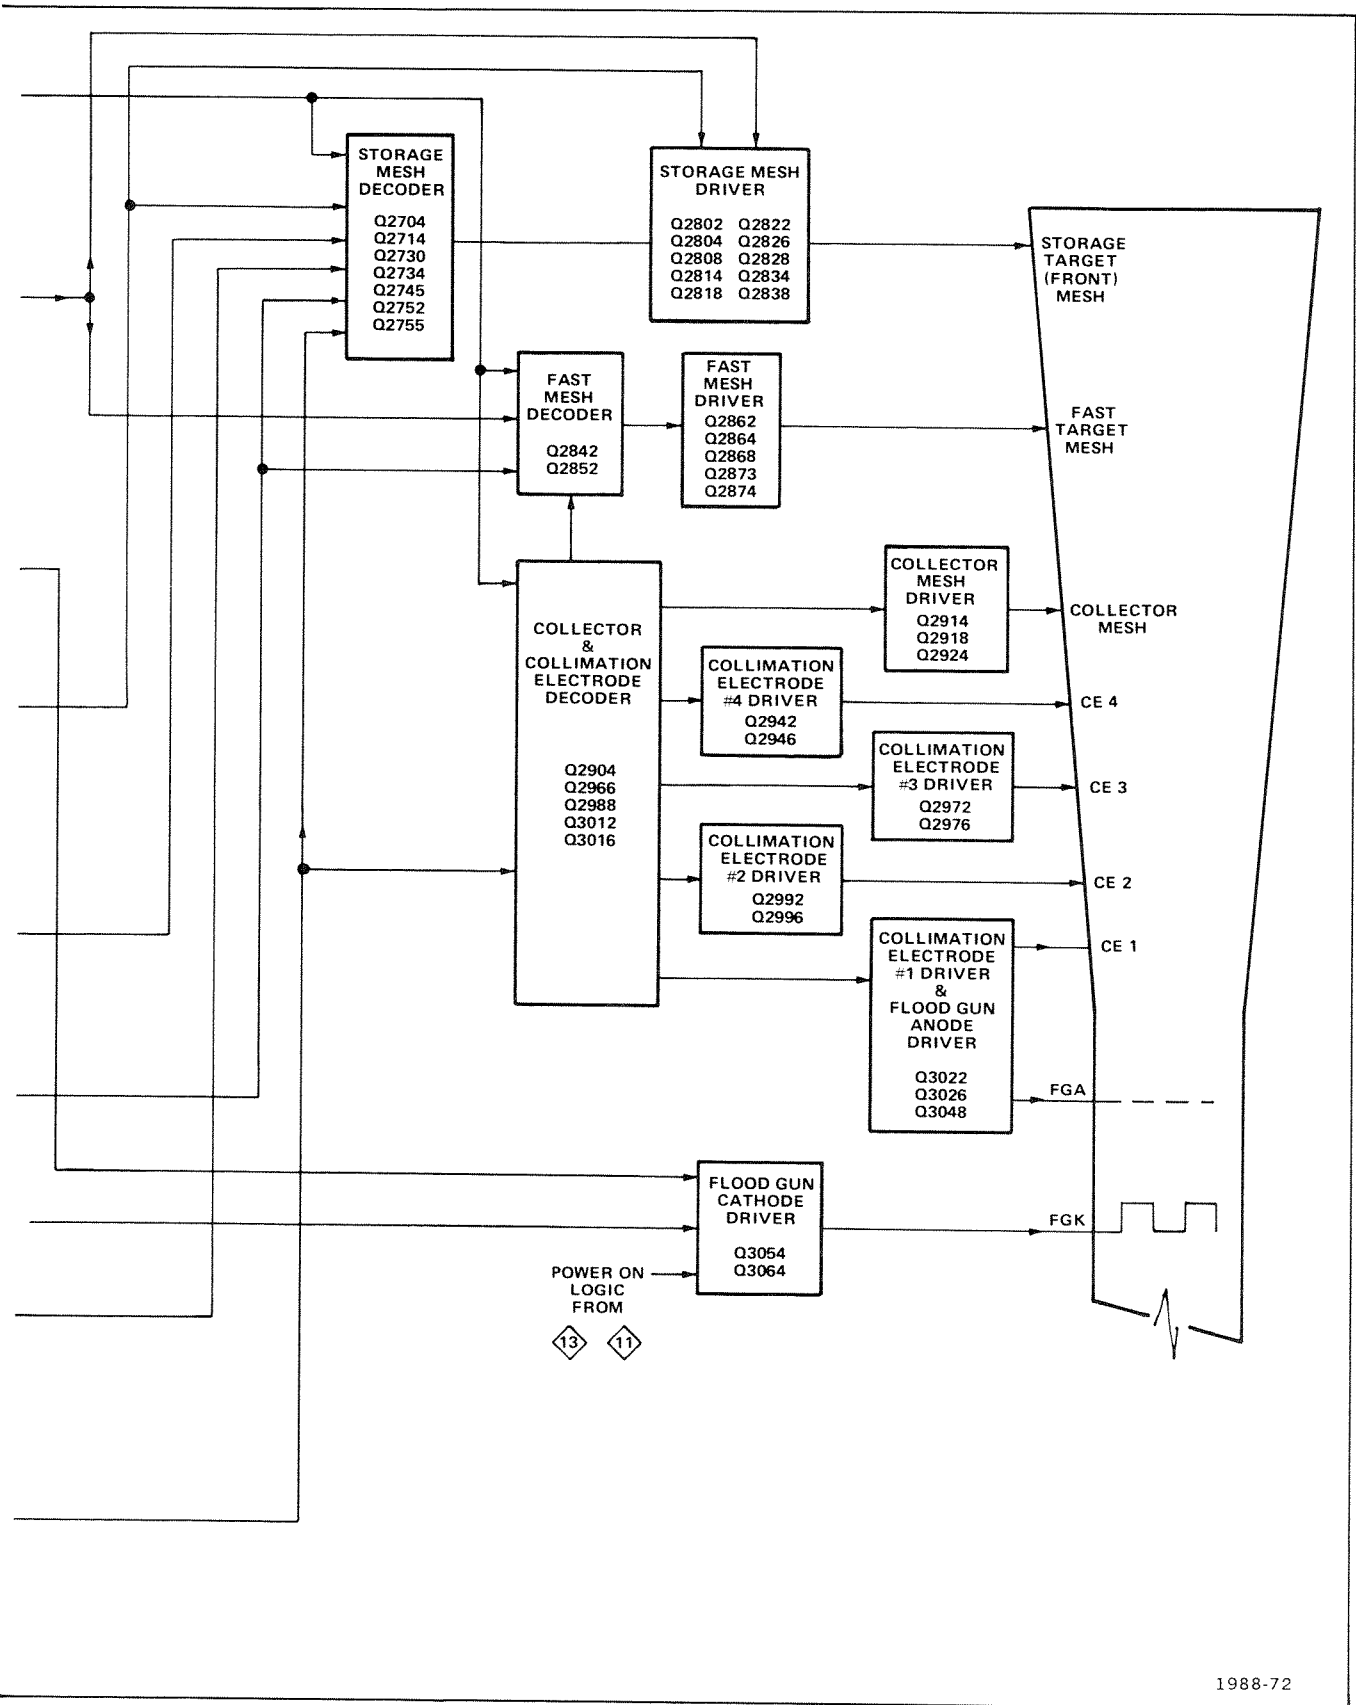 STORAGE
MESH
DECODER
Q2704
Q2714
Q2730
Q2734
Q2745
Q2752
Q2755
STORAGE MESH
DRIVER
Q2802 Q2822
Q2804 Q2826
Q2808 Q2828
Q2814 Q2834
Q2818 Q2838
STORAGE
TARGET
(FRONT)
MESH
FAST
MESH
DECODER
Q2842
Q2852
FAST
MESH
DRIVER
Q2862
Q2864
Q2868
Q2873
Q2874
FAST
TARGET
MESH
COLLECTOR
&
COLLIMATION
ELECTRODE
DECODER
Q2904
Q2966
Q2988
Q3012
Q3016
COLLECTOR
MESH
DRIVER
Q2914
Q2918
Q2924
COLLECTOR
MESH
COLLIMATION
ELECTRODE
#4 DRIVER
Q2942
Q2946
CE 4
COLLIMATION
ELECTRODE
#3 DRIVER
Q2972
Q2976
CE 3
COLLIMATION
ELECTRODE
#2 DRIVER
Q2992
Q2996
CE 2
COLLIMATION
ELECTRODE
#1 DRIVER
&
FLOOD GUN
ANODE
DRIVER
Q3022
Q3026
Q3048
CE 1
FGA
FLOOD GUN
CATHODE
DRIVER
Q3054
Q3064
FGK
POWER ON
LOGIC
FROM
13 11
1988-72